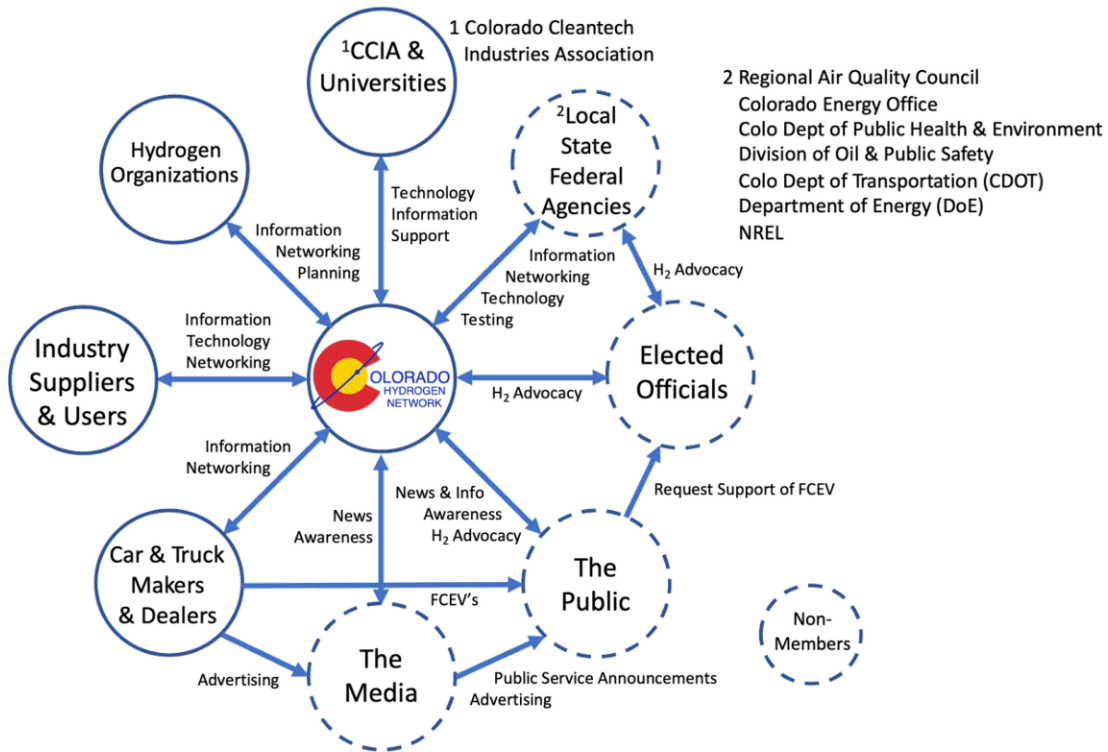 1 Colorado Cleantech
Industries Association
¹CCIA &
Universities
2 Regional Air Quality Council
Colorado Energy Office
Colo Dept of Public Health & Environment
Division of Oil & Public Safety
Colo Dept of Transportation (CDOT)
Department of Energy (DoE)
NREL
²Local
State
Federal
Agencies
Hydrogen
Organizations
Technology
Information
Support
Information
Networking
Planning
Information
Networking
Technology
Testing
H₂ Advocacy
Industry
Suppliers
& Users
Information
Technology
Networking
COLORADO
HYDROGEN
NETWORK
H₂ Advocacy
Elected
Officials
Information
Networking
News
Awareness
News & Info
Awareness
H₂ Advocacy
Request Support of FCEV
Car & Truck
Makers
& Dealers
FCEV's
The
Public
Non-
Members
Advertising
The
Media
Public Service Announcements
Advertising